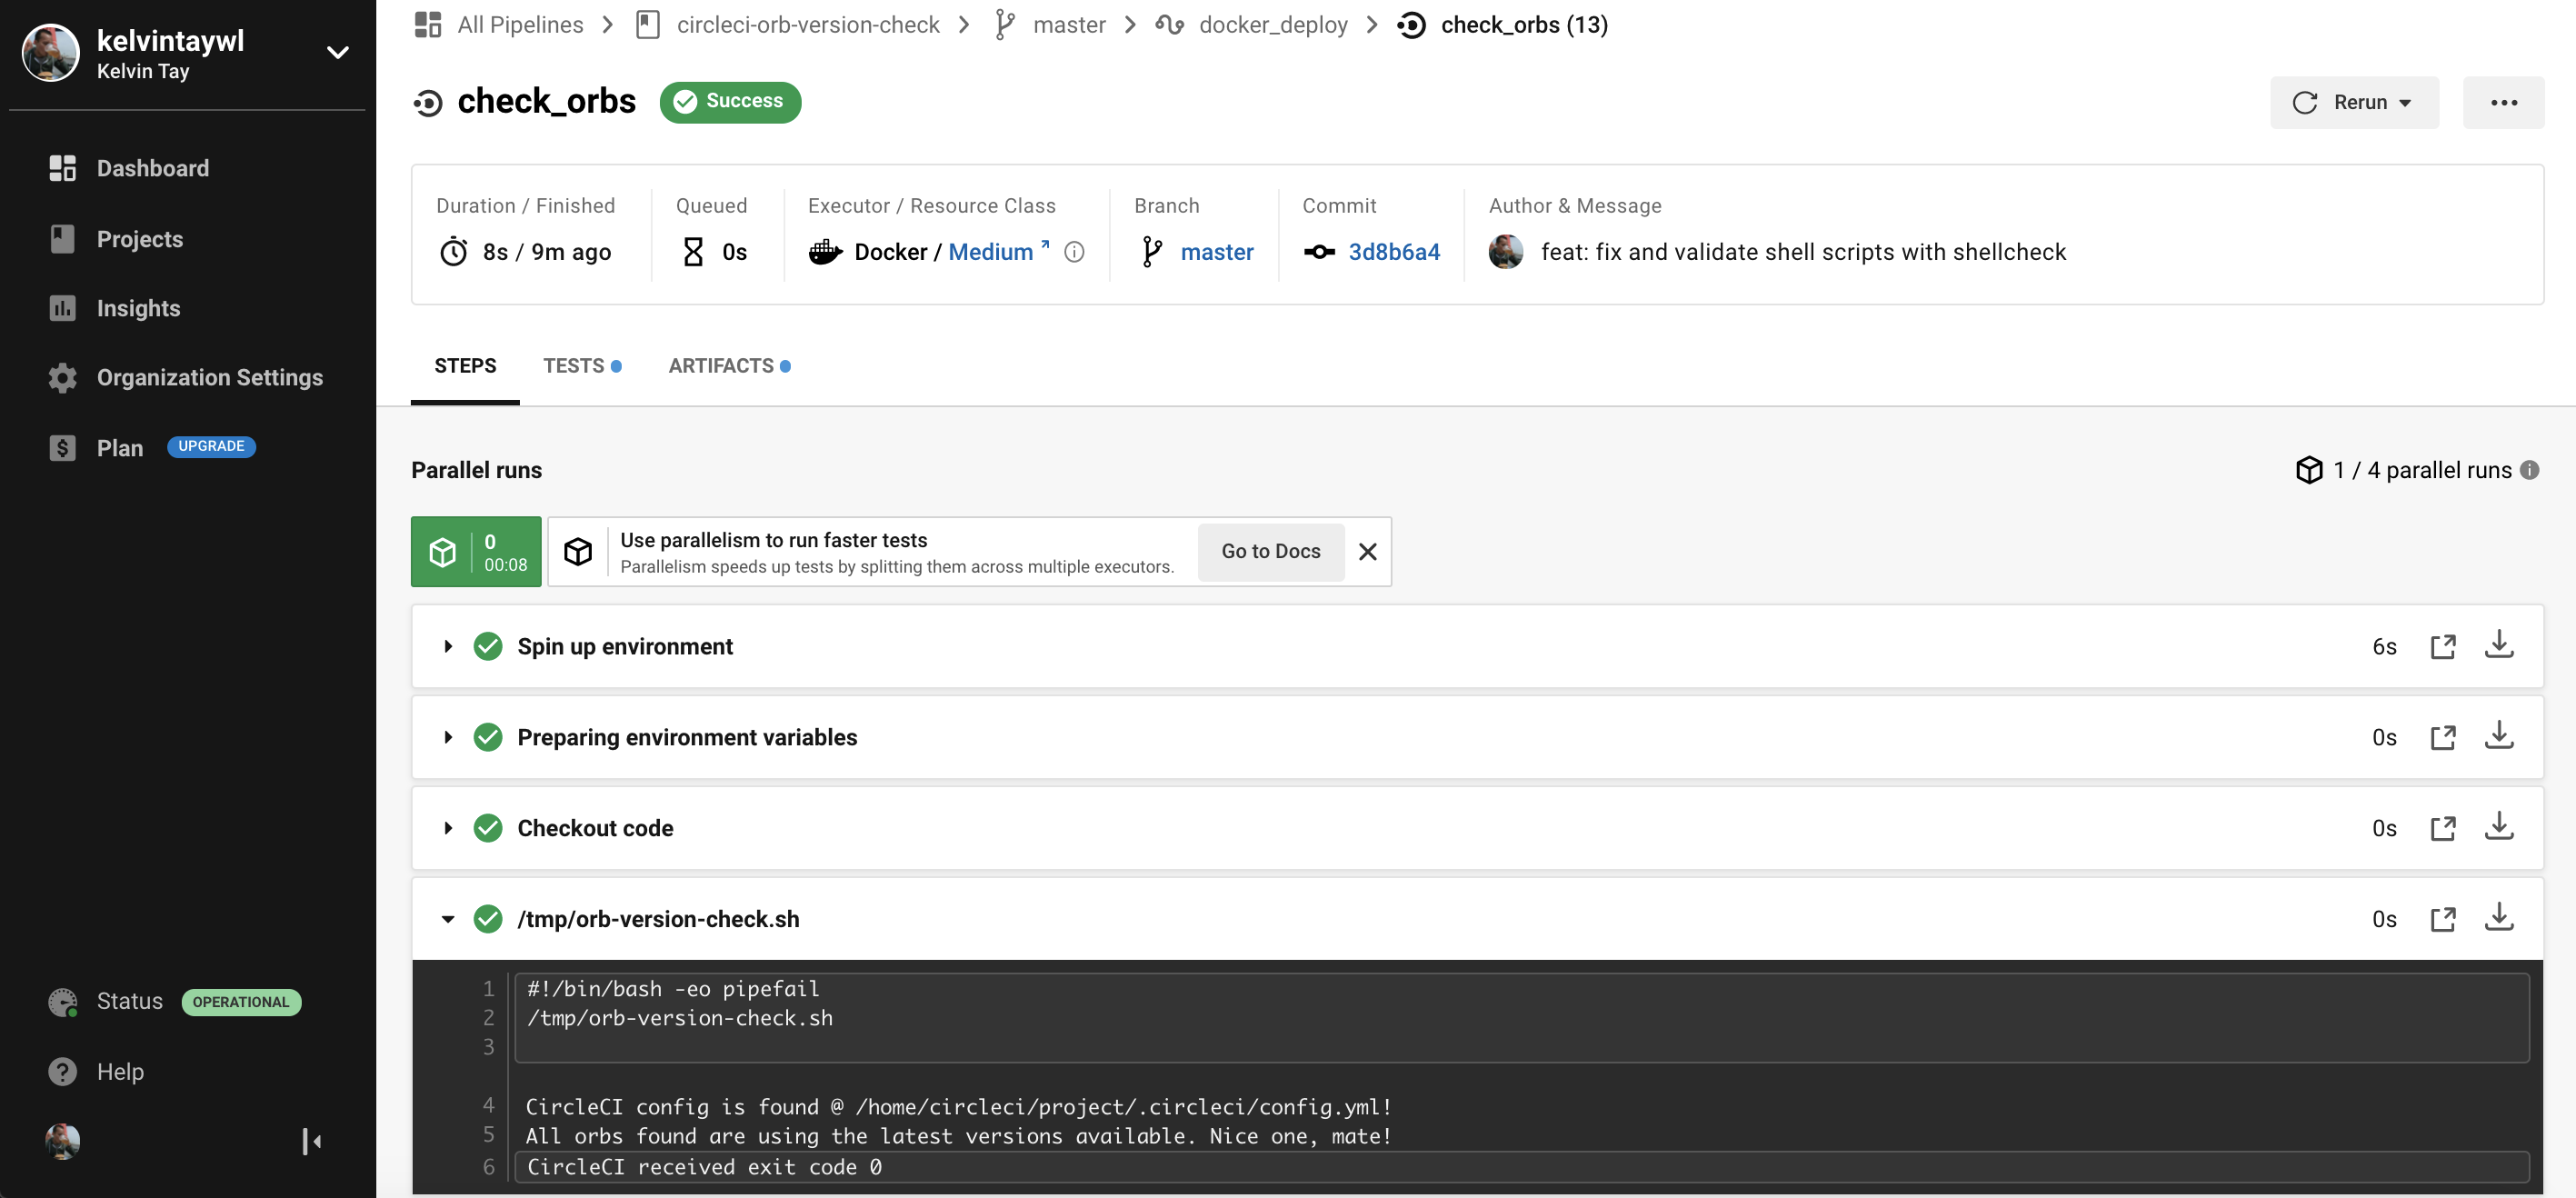 kelvintaywl
Kelvin Tay
Dashboard
Projects
Insights
Organization Settings
Plan UPGRADE
Status OPERATIONAL
Help
All Pipelines circleci-orb-version-check master docker_deploy check_orbs (13)
check_orbs Success
Rerun
Duration / Finished
8s / 9m ago
Queued
0s
Executor / Resource Class
Docker / Medium
Branch
master
Commit
3d8b6a4
Author & Message
feat: fix and validate shell scripts with shellcheck
STEPS TESTS ARTIFACTS
Parallel runs
1 / 4 parallel runs
0
00:08
Use parallelism to run faster tests
Parallelism speeds up tests by splitting them across multiple executors.
Go to Docs
Spin up environment 6s
Preparing environment variables 0s
Checkout code 0s
/tmp/orb-version-check.sh 0s
1 #!/bin/bash -eo pipefail
2 /tmp/orb-version-check.sh
3
4 CircleCI config is found @ /home/circleci/project/.circleci/config.yml!
5 All orbs found are using the latest versions available. Nice one, mate!
6 CircleCI received exit code 0